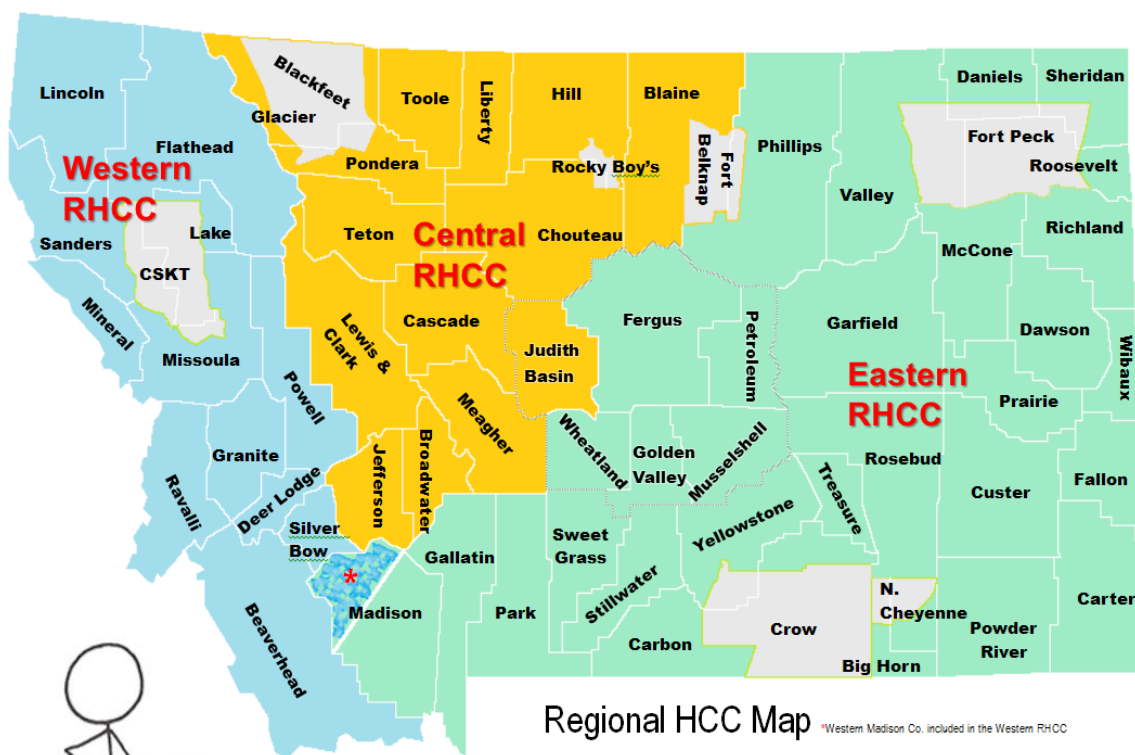 Lincoln
Flathead
Western
RHCC
Sanders
Lake
CSKT
Mineral
Missoula
Powell
Granite
Ravalli
Deer Lodge
Silver
Bow
Beaverhead
*
Madison
Blackfeet
Glacier
Toole
Liberty
Hill
Blaine
Pondera
Rocky Boy's
Fort
Belknap
Teton
Central
RHCC
Chouteau
Lewis &
Clark
Cascade
Judith
Basin
Meagher
Jefferson
Broadwater
Daniels
Sheridan
Phillips
Fort Peck
Roosevelt
Valley
Richland
McCone
Fergus
Petroleum
Garfield
Dawson
Wibaux
Eastern
RHCC
Prairie
Wheatland
Golden
Valley
Musselshell
Rosebud
Treasure
Custer
Fallon
Gallatin
Sweet
Grass
Yellowstone
Park
Stillwater
Carbon
Crow
N.
Cheyenne
Big Horn
Powder
River
Carter
Regional HCC Map
*Western Madison Co. included in the Western RHCC